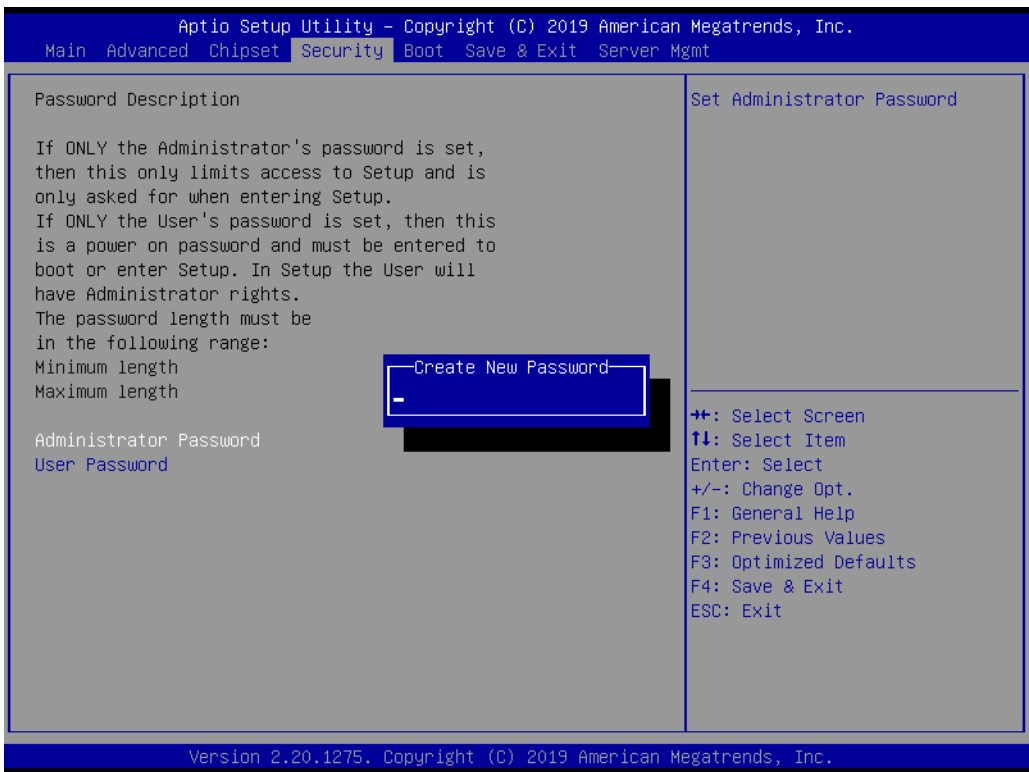 Aptio Setup Utility – Copyright (C) 2019 American Megatrends, Inc.
Main Advanced Chipset Security Boot Save & Exit Server Mgmt
Password Description
If ONLY the Administrator's password is set,
then this only limits access to Setup and is
only asked for when entering Setup.
If ONLY the User's password is set, then this
is a power on password and must be entered to
boot or enter Setup. In Setup the User will
have Administrator rights.
The password length must be
in the following range:
Minimum length
Maximum length
Administrator Password
User Password
Create New Password
Set Administrator Password
→←: Select Screen
↑↓: Select Item
Enter: Select
+/-: Change Opt.
F1: General Help
F2: Previous Values
F3: Optimized Defaults
F4: Save & Exit
ESC: Exit
Version 2.20.1275. Copyright (C) 2019 American Megatrends, Inc.